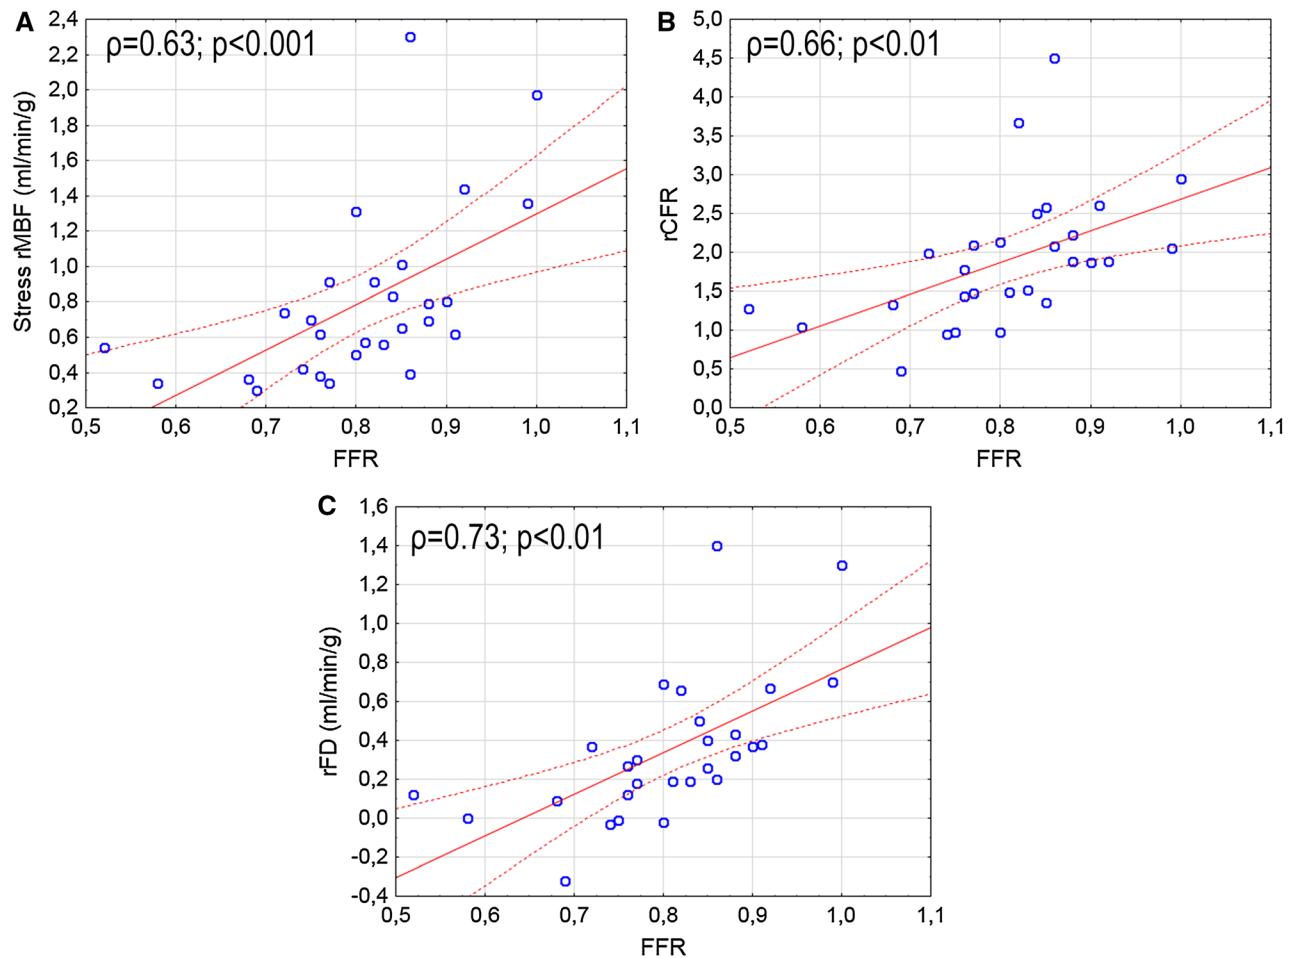 A
ρ=0.63; p<0.001
2,4
2,2
2,0
1,8
1,6
1,4
1,2
1,0
0,8
0,6
0,4
0,2
Stress rMBF (ml/min/g)
0,5 0,6 0,7 0,8 0,9 1,0 1,1
FFR
B
ρ=0.66; p<0.01
5,0
4,5
4,0
3,5
3,0
2,5
2,0
1,5
1,0
0,5
0,0
rCFR
0,5 0,6 0,7 0,8 0,9 1,0 1,1
FFR
C
ρ=0.73; p<0.01
1,6
1,4
1,2
1,0
0,8
0,6
0,4
0,2
0,0
-0,2
-0,4
rFD (ml/min/g)
0,5 0,6 0,7 0,8 0,9 1,0 1,1
FFR